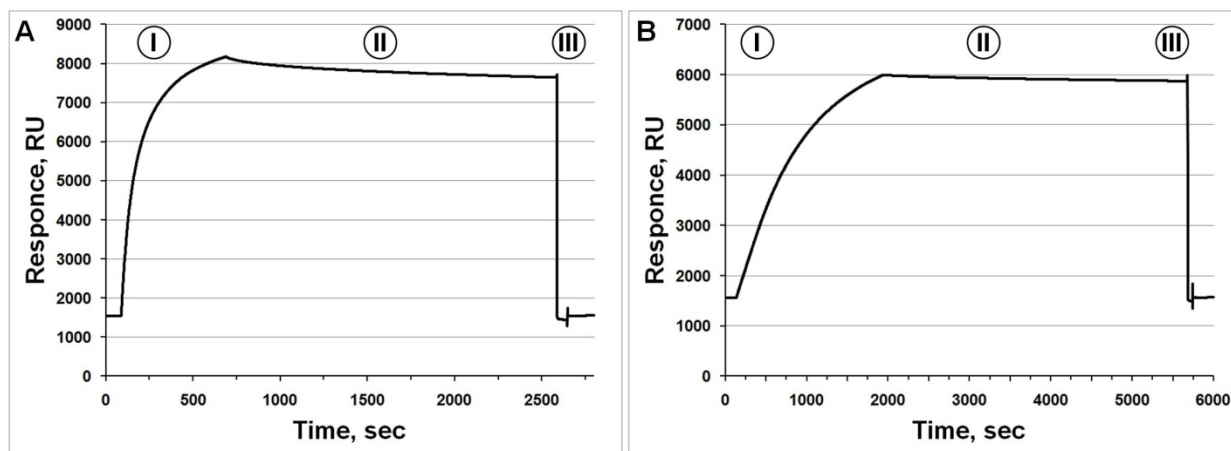 A
I
II
III
Responce, RU
9000
8000
7000
6000
5000
4000
3000
2000
1000
0
0 500 1000 1500 2000 2500
Time, sec
B
I
II
III
Responce, RU
7000
6000
5000
4000
3000
2000
1000
0
0 1000 2000 3000 4000 5000 6000
Time, sec